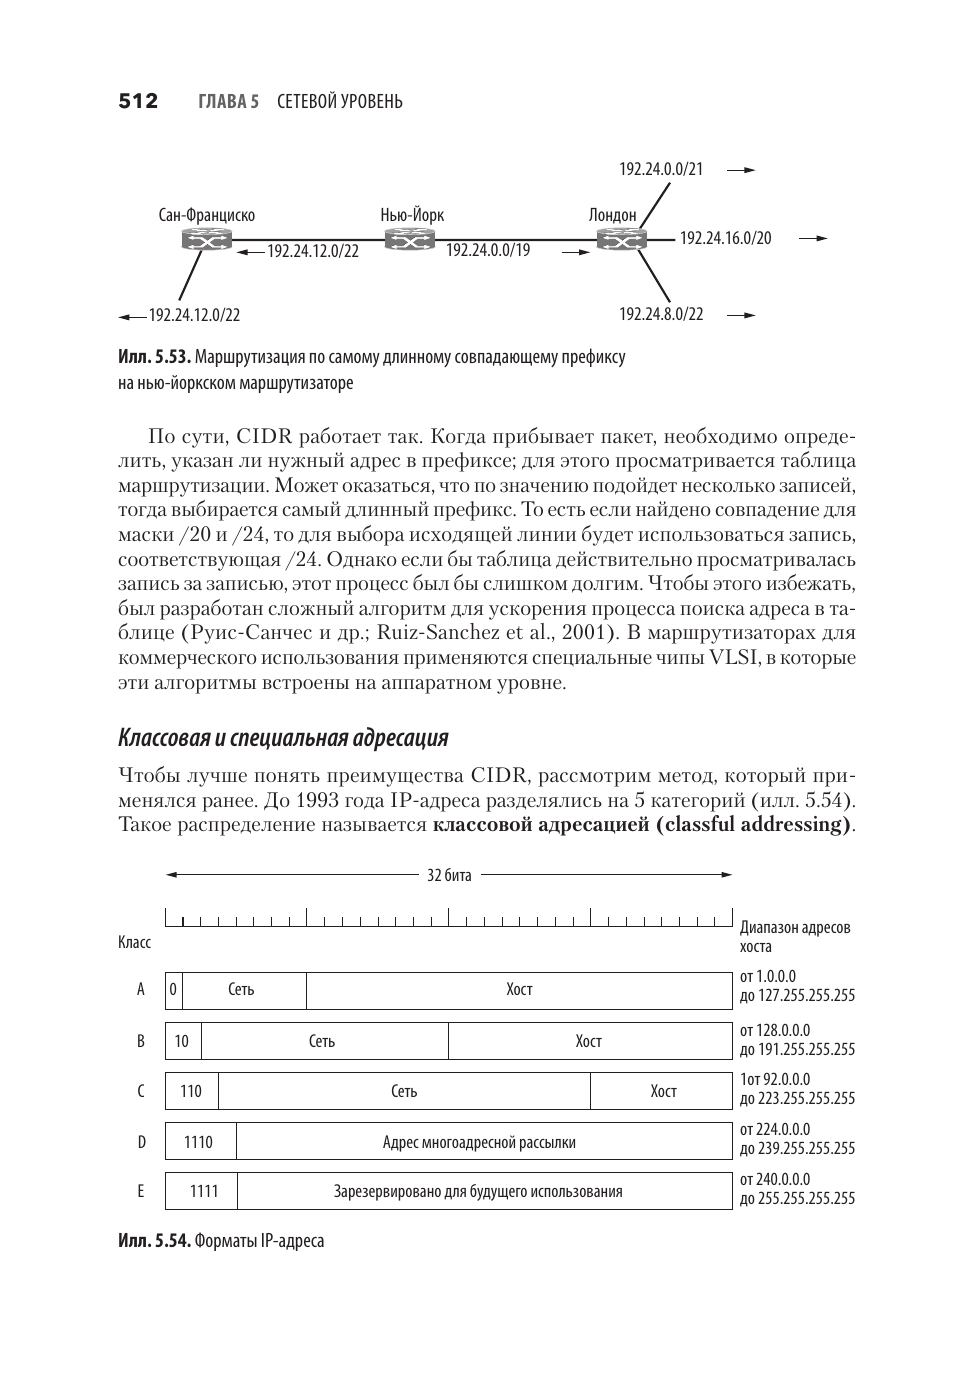 512 ГЛАВА 5 СЕТЕВОЙ УРОВЕНЬ
192.24.0.0/21
Сан-Франциско Нью-Йорк Лондон
192.24.16.0/20
192.24.12.0/22 192.24.0.0/19
192.24.12.0/22 192.24.8.0/22
Илл. 5.53. Маршрутизация по самому длинному совпадающему префиксу
на нью-йоркском маршрутизаторе
По сути, CIDR работает так. Когда прибывает пакет, необходимо опреде-
лить, указан ли нужный адрес в префиксе; для этого просматривается таблица
маршрутизации. Может оказаться, что по значению подойдет несколько записей,
тогда выбирается самый длинный префикс. То есть если найдено совпадение для
маски /20 и /24, то для выбора исходящей линии будет использоваться запись,
соответствующая /24. Однако если бы таблица действительно просматривалась
запись за записью, этот процесс был бы слишком долгим. Чтобы этого избежать,
был разработан сложный алгоритм для ускорения процесса поиска адреса в та-
блице (Руис-Санчес и др.; Ruiz-Sanchez et al., 2001). В маршрутизаторах для
коммерческого использования применяются специальные чипы VLSI, в которые
эти алгоритмы встроены на аппаратном уровне.
Классовая и специальная адресация
Чтобы лучше понять преимущества CIDR, рассмотрим метод, который при-
менялся ранее. До 1993 года IP-адреса разделялись на 5 категорий (илл. 5.54).
Такое распределение называется классовой адресацией (classful addressing).
32 бита
Класс
Диапазон адресов
хоста
A 0 Сеть Хост
от 1.0.0.0
до 127.255.255.255
B 10 Сеть Хост
от 128.0.0.0
до 191.255.255.255
C 110 Сеть Хост
1от 92.0.0.0
до 223.255.255.255
D 1110 Адрес многоадресной рассылки
от 224.0.0.0
до 239.255.255.255
E 1111 Зарезервировано для будущего использования
от 240.0.0.0
до 255.255.255.255
Илл. 5.54. Форматы IP-адреса